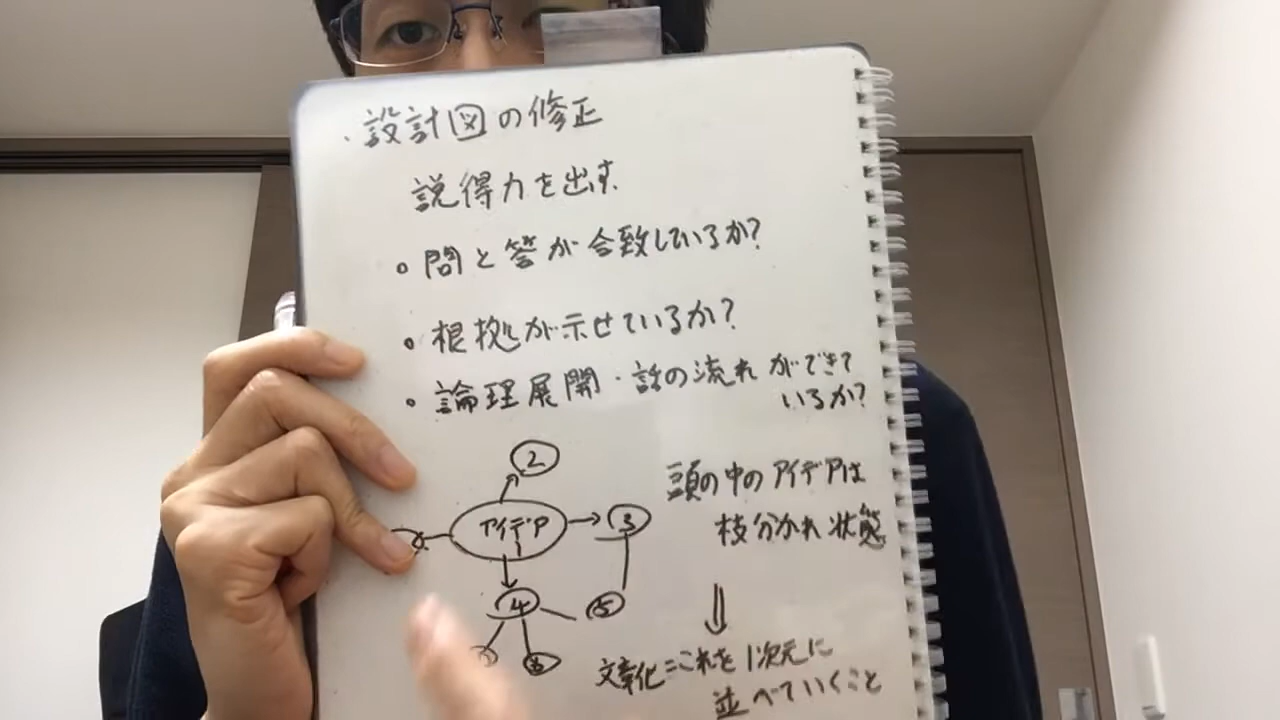 ・設計図の修正
説得力を出す
○ 問と答が合致しているか?
○ 根拠が示せているか?
○ 論理展開・話の流れができて
いるか?
2
アイデア
1
3
4
5
頭の中のアイデアは
枝分かれ状態
⇓
文章化=これを1次元に
並べていくこと